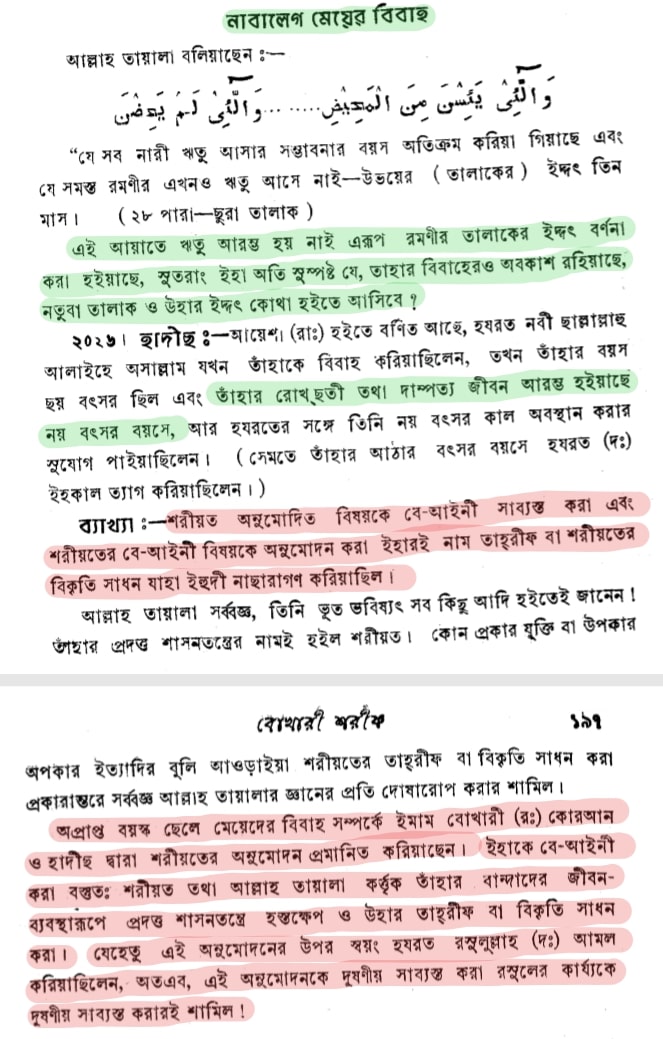 নাবালেগ মেয়ের বিবাহ
আল্লাহ তায়ালা বলিয়াছেন :—
وَالّٰٓئِىْ يَئِسْنَ مِنَ الْمَحِيْضِ..... ...وَالّٰٓئِىْ لَمْ يَحِضْنَ
“যে সব নারী ঋতু আসার সম্ভাবনার বয়স অতিক্রম করিয়া গিয়াছে এবং
যে সমস্ত রমণীর এখনও ঋতু আসে নাই—উভয়ের ( তালাকের ) ইদ্দৎ তিন
মাস। ( ২৮ পারা—ছুরা তালাক )
এই আয়াতে ঋতু আরম্ভ হয় নাই এরূপ রমণীর তালাকের ইদ্দৎ বর্ণনা
করা হইয়াছে, সুতরাং ইহা অতি সুস্পষ্ট যে, তাহার বিবাহেরও অবকাশ রহিয়াছে,
নতুবা তালাক ও উহার ইদ্দৎ কোথা হইতে আসিবে ?
২০২৬। হাদীছ :—আয়েশা (রাঃ) হইতে বর্ণিত আছে, হযরত নবী ছাল্লাল্লাহু
আলাইহে অসাল্লাম যখন তাঁহাকে বিবাহ করিয়াছিলেন, তখন তাঁহার বয়স
ছয় বৎসর ছিল এবং তাঁহার রোখছতী তথা দাম্পত্য জীবন আরম্ভ হইয়াছে
নয় বৎসর বয়সে, আর হযরতের সঙ্গে তিনি নয় বৎসর কাল অবস্থান করার
সুযোগ পাইয়াছিলেন। ( সেমতে তাঁহার আঠার বৎসর বয়সে হযরত (দঃ)
ইহকাল ত্যাগ করিয়াছিলেন। )
ব্যাখ্যা :—শরীয়ত অনুমোদিত বিষয়কে বে-আইনী সাব্যস্ত করা এবং
শরীয়তের বে-আইনী বিষয়কে অনুমোদন করা ইহারই নাম তাহ্‌রীফ বা শরীয়তের
বিকৃতি সাধন যাহা ইহুদী নাছারাগণ করিয়াছিল।
আল্লাহ তায়ালা সর্ব্বজ্ঞ, তিনি ভূত ভবিষ্যৎ সব কিছু আদি হইতেই জানেন !
তাঁহার প্রদত্ত শাসনতন্ত্রের নামই হইল শরীয়ত। কোন প্রকার যুক্তি বা উপকার
বোখারী শরীফ ১৯৭
অপকার ইত্যাদির বুলি আওড়াইয়া শরীয়তের তাহ্‌রীফ বা বিকৃতি সাধন করা
প্রকারান্তরে সর্ব্বজ্ঞ আল্লাহ তায়ালার জ্ঞানের প্রতি দোষারোপ করার শামিল।
অপ্রাপ্ত বয়স্ক ছেলে মেয়েদের বিবাহ সম্পর্কে ইমাম বোখারী (রঃ) কোরআন
ও হাদীছ দ্বারা শরীয়তের অনুমোদন প্রমানিত করিয়াছেন। ইহাকে বে-আইনী
করা বস্তুতঃ শরীয়ত তথা আল্লাহ তায়ালা কর্ত্তৃক তাঁহার বান্দাদের জীবন-
ব্যবস্থারূপে প্রদত্ত শাসনতন্ত্রে হস্তক্ষেপ ও উহার তাহ্‌রীফ বা বিকৃতি সাধন
করা। যেহেতু এই অনুমোদনের উপর স্বয়ং হযরত রসুলুল্লাহ (দঃ) আমল
করিয়াছিলেন, অতএব, এই অনুমোদনকে দূষণীয় সাব্যস্ত করা রসুলের কার্য্যকে
দূষণীয় সাব্যস্ত করারই শামিল !